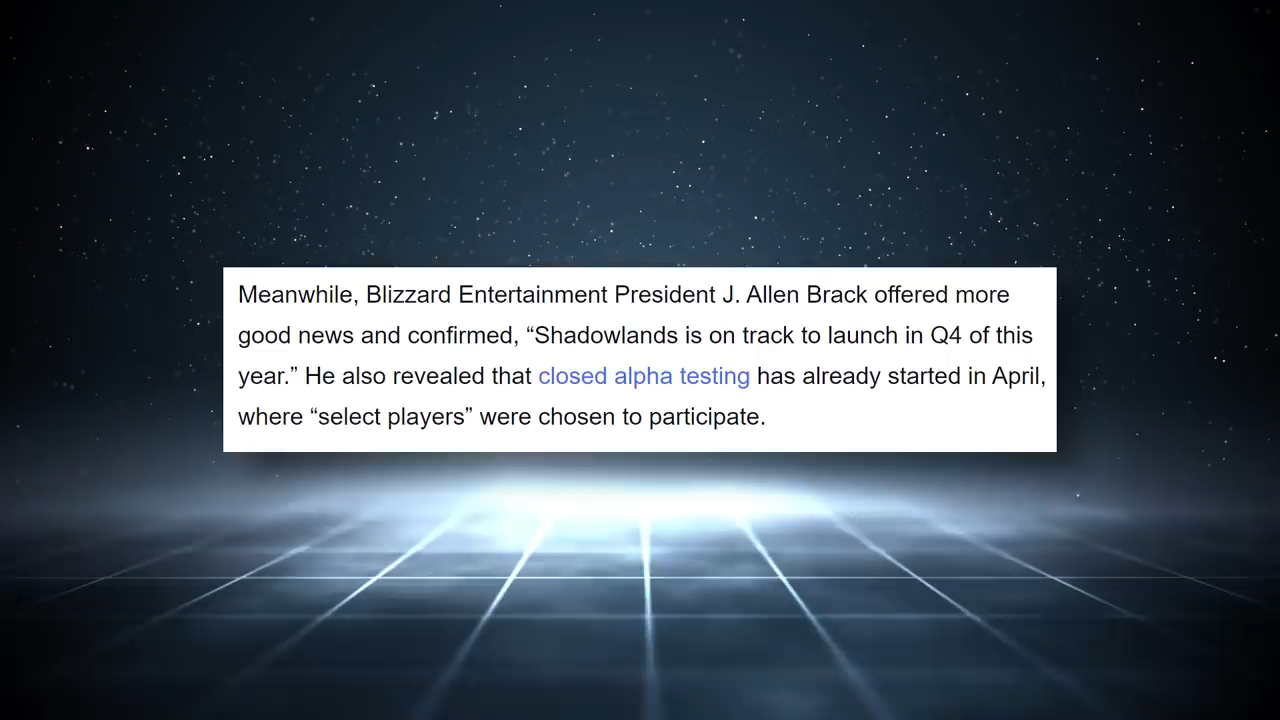 Meanwhile, Blizzard Entertainment President J. Allen Brack offered more
good news and confirmed, “Shadowlands is on track to launch in Q4 of this
year.” He also revealed that closed alpha testing has already started in April,
where “select players” were chosen to participate.